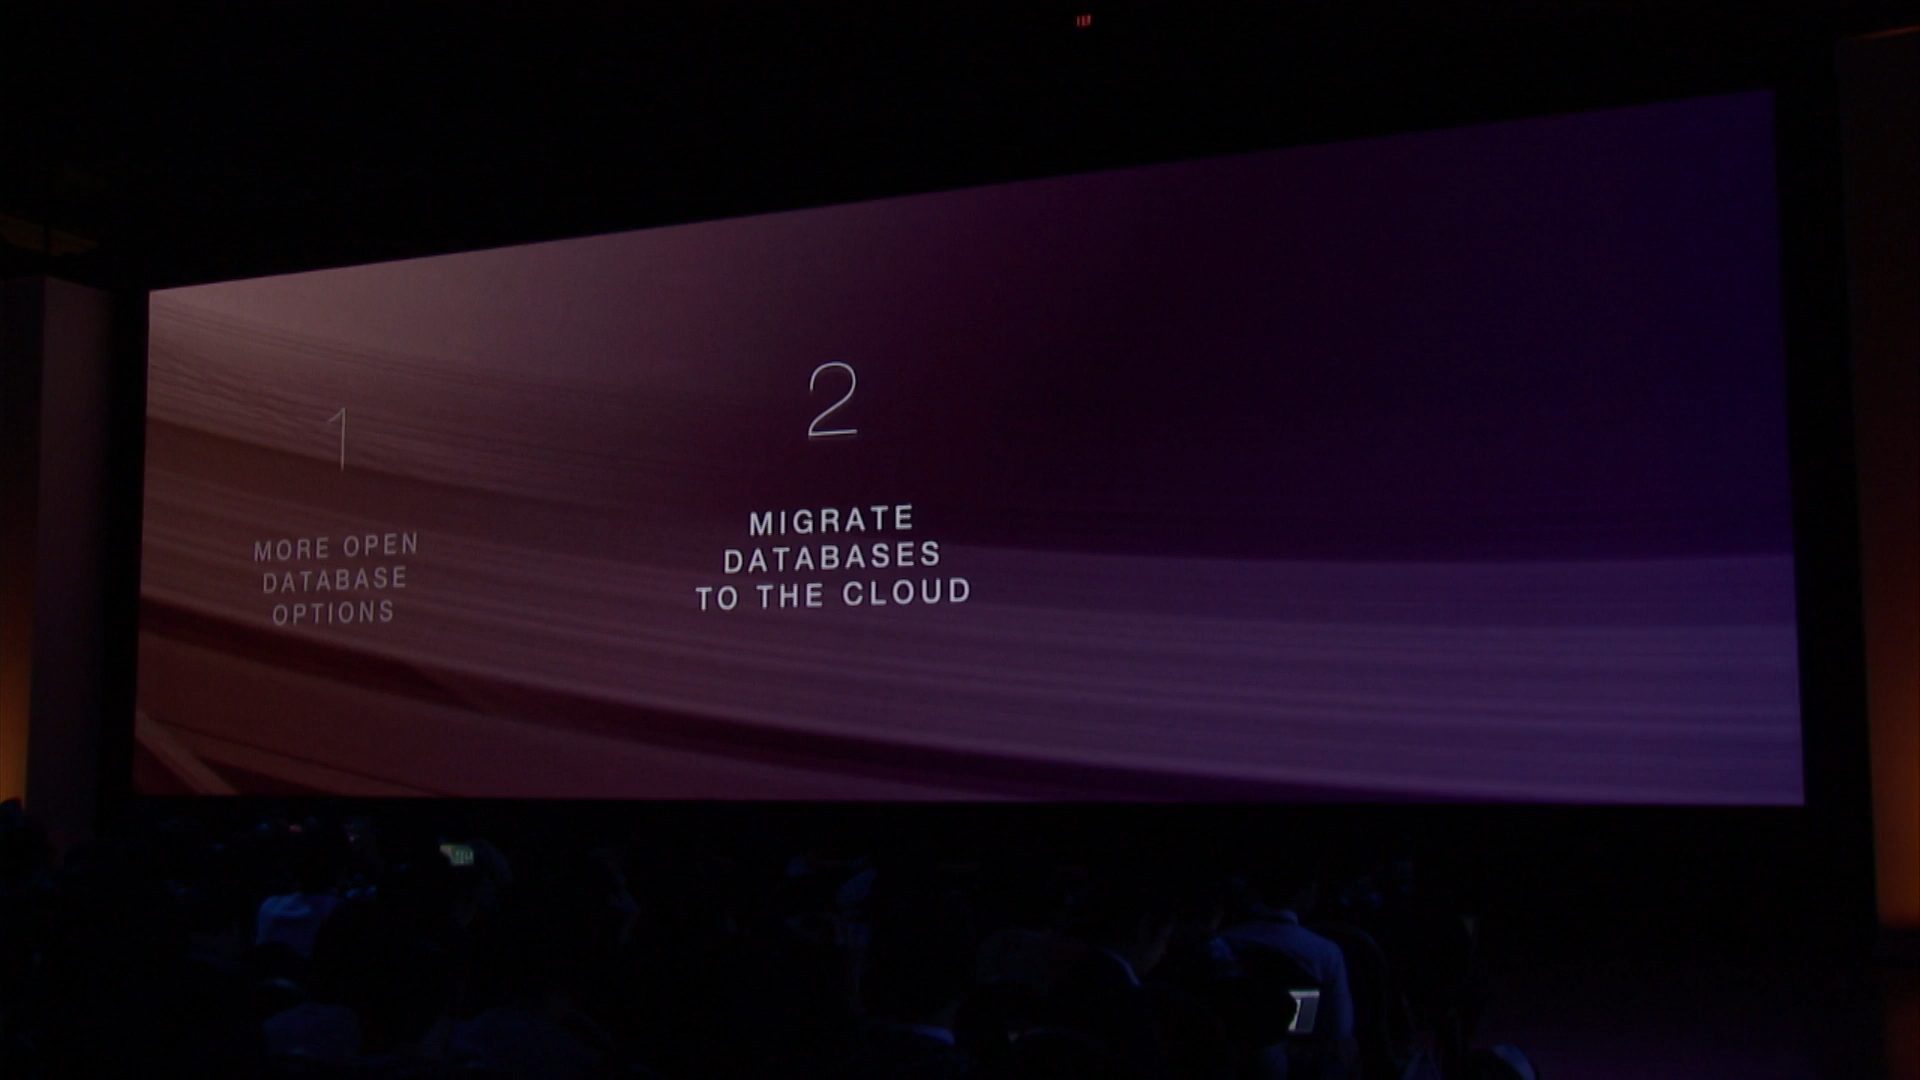 1
MORE OPEN
DATABASE
OPTIONS
2
MIGRATE
DATABASES
TO THE CLOUD